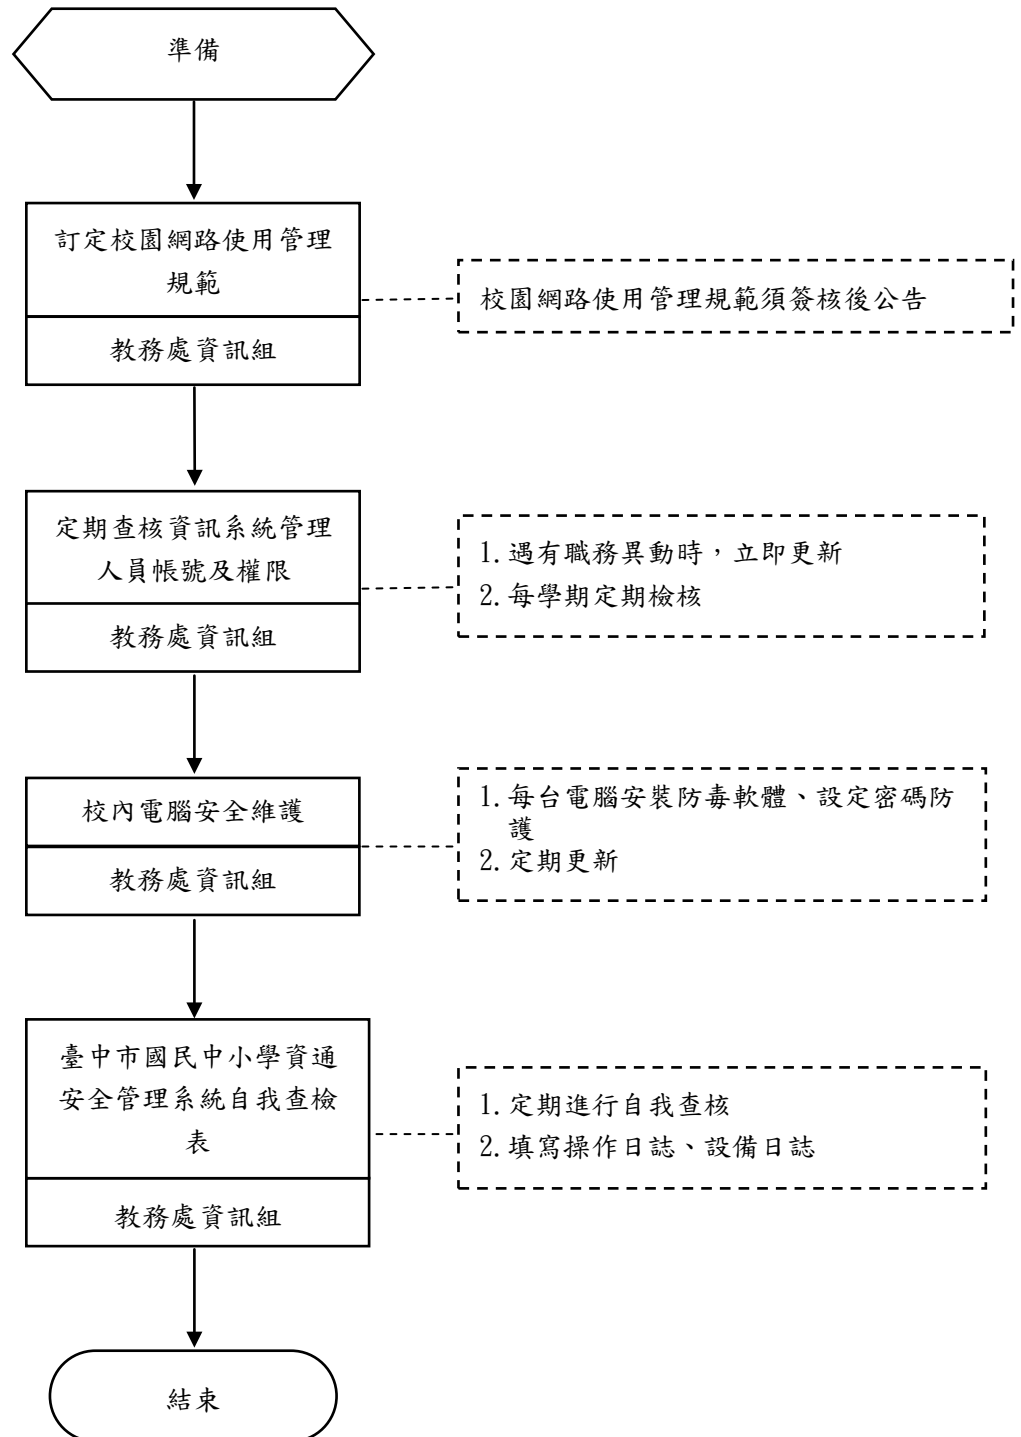 準備
訂定校園網路使用管理
規範
教務處資訊組
校園網路使用管理規範須簽核後公告
定期查核資訊系統管理
人員帳號及權限
教務處資訊組
1.遇有職務異動時，立即更新
2.每學期定期檢核
校內電腦安全維護
教務處資訊組
1.每台電腦安裝防毒軟體、設定密碼防
護
2.定期更新
臺中市國民中小學資通
安全管理系統自我查檢
表
教務處資訊組
1.定期進行自我查核
2.填寫操作日誌、設備日誌
結束